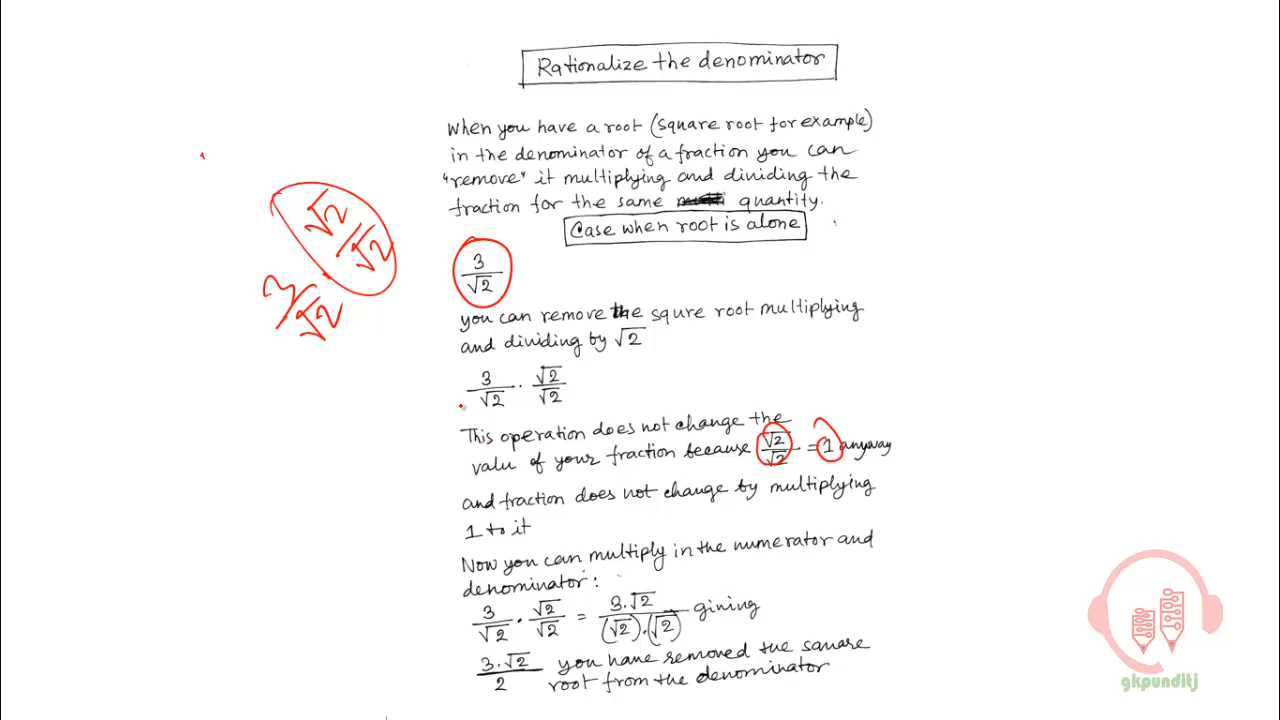 Rationalize the denominator
When you have a root (square root for example)
in the denominator of a fraction you can
"remove" it multiplying and dividing the
fraction for the same quantity.
Case when root is alone
3/√2
√2/√2
3/√2
you can remove the squre root multiplying
and dividing by √2
3/√2 · √2/√2
This operation does not change the
value of your fraction because √2/√2 = 1 anyway
and fraction does not change by multiplying
1 to it
Now you can multiply in the numerator and
denominator:
3/√2 · √2/√2 = 3.√2/(√2).(√2) gining
3.√2/2 you have removed the square
root from the denominator
gkpunditj